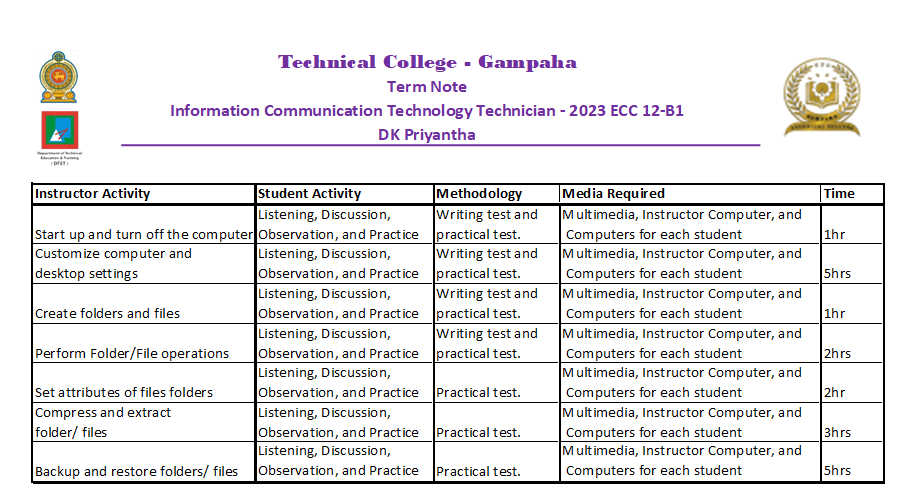 Technical College - Gampaha
Term Note
Information Communication Technology Technician - 2023 ECC 12-B1
DK Priyantha
Department of Technical
Education & Training
( DTET )
Instructor Activity Student Activity Methodology Media Required Time
Listening, Discussion, Writing test and Multimedia, Instructor Computer, and
Start up and turn off the computer Observation, and Practice practical test. Computers for each student 1hr
Customize computer and Listening, Discussion, Writing test and Multimedia, Instructor Computer, and
desktop settings Observation, and Practice practical test. Computers for each student 5hrs
Listening, Discussion, Writing test and Multimedia, Instructor Computer, and
Create folders and files Observation, and Practice practical test. Computers for each student 1hr
Listening, Discussion, Writing test and Multimedia, Instructor Computer, and
Perform Folder/File operations Observation, and Practice practical test. Computers for each student 2hrs
Listening, Discussion, Multimedia, Instructor Computer, and
Set attributes of files folders Observation, and Practice Practical test. Computers for each student 2hr
Compress and extract Listening, Discussion, Multimedia, Instructor Computer, and
folder/ files Observation, and Practice Practical test. Computers for each student 3hrs
Listening, Discussion, Multimedia, Instructor Computer, and
Backup and restore folders/ files Observation, and Practice Practical test. Computers for each student 5hrs